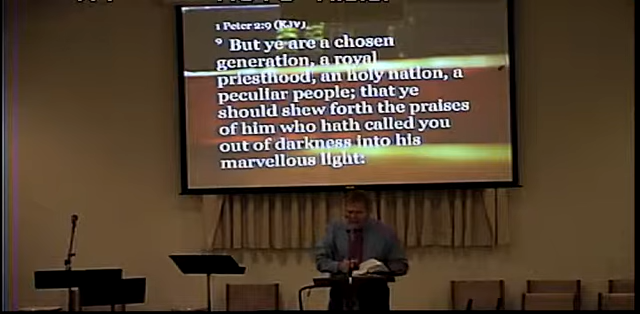 1 Peter 2:9 (KJV)
9 But ye are a chosen
generation, a royal
priesthood, an holy nation, a
peculiar people; that ye
should shew forth the praises
of him who hath called you
out of darkness into his
marvellous light: